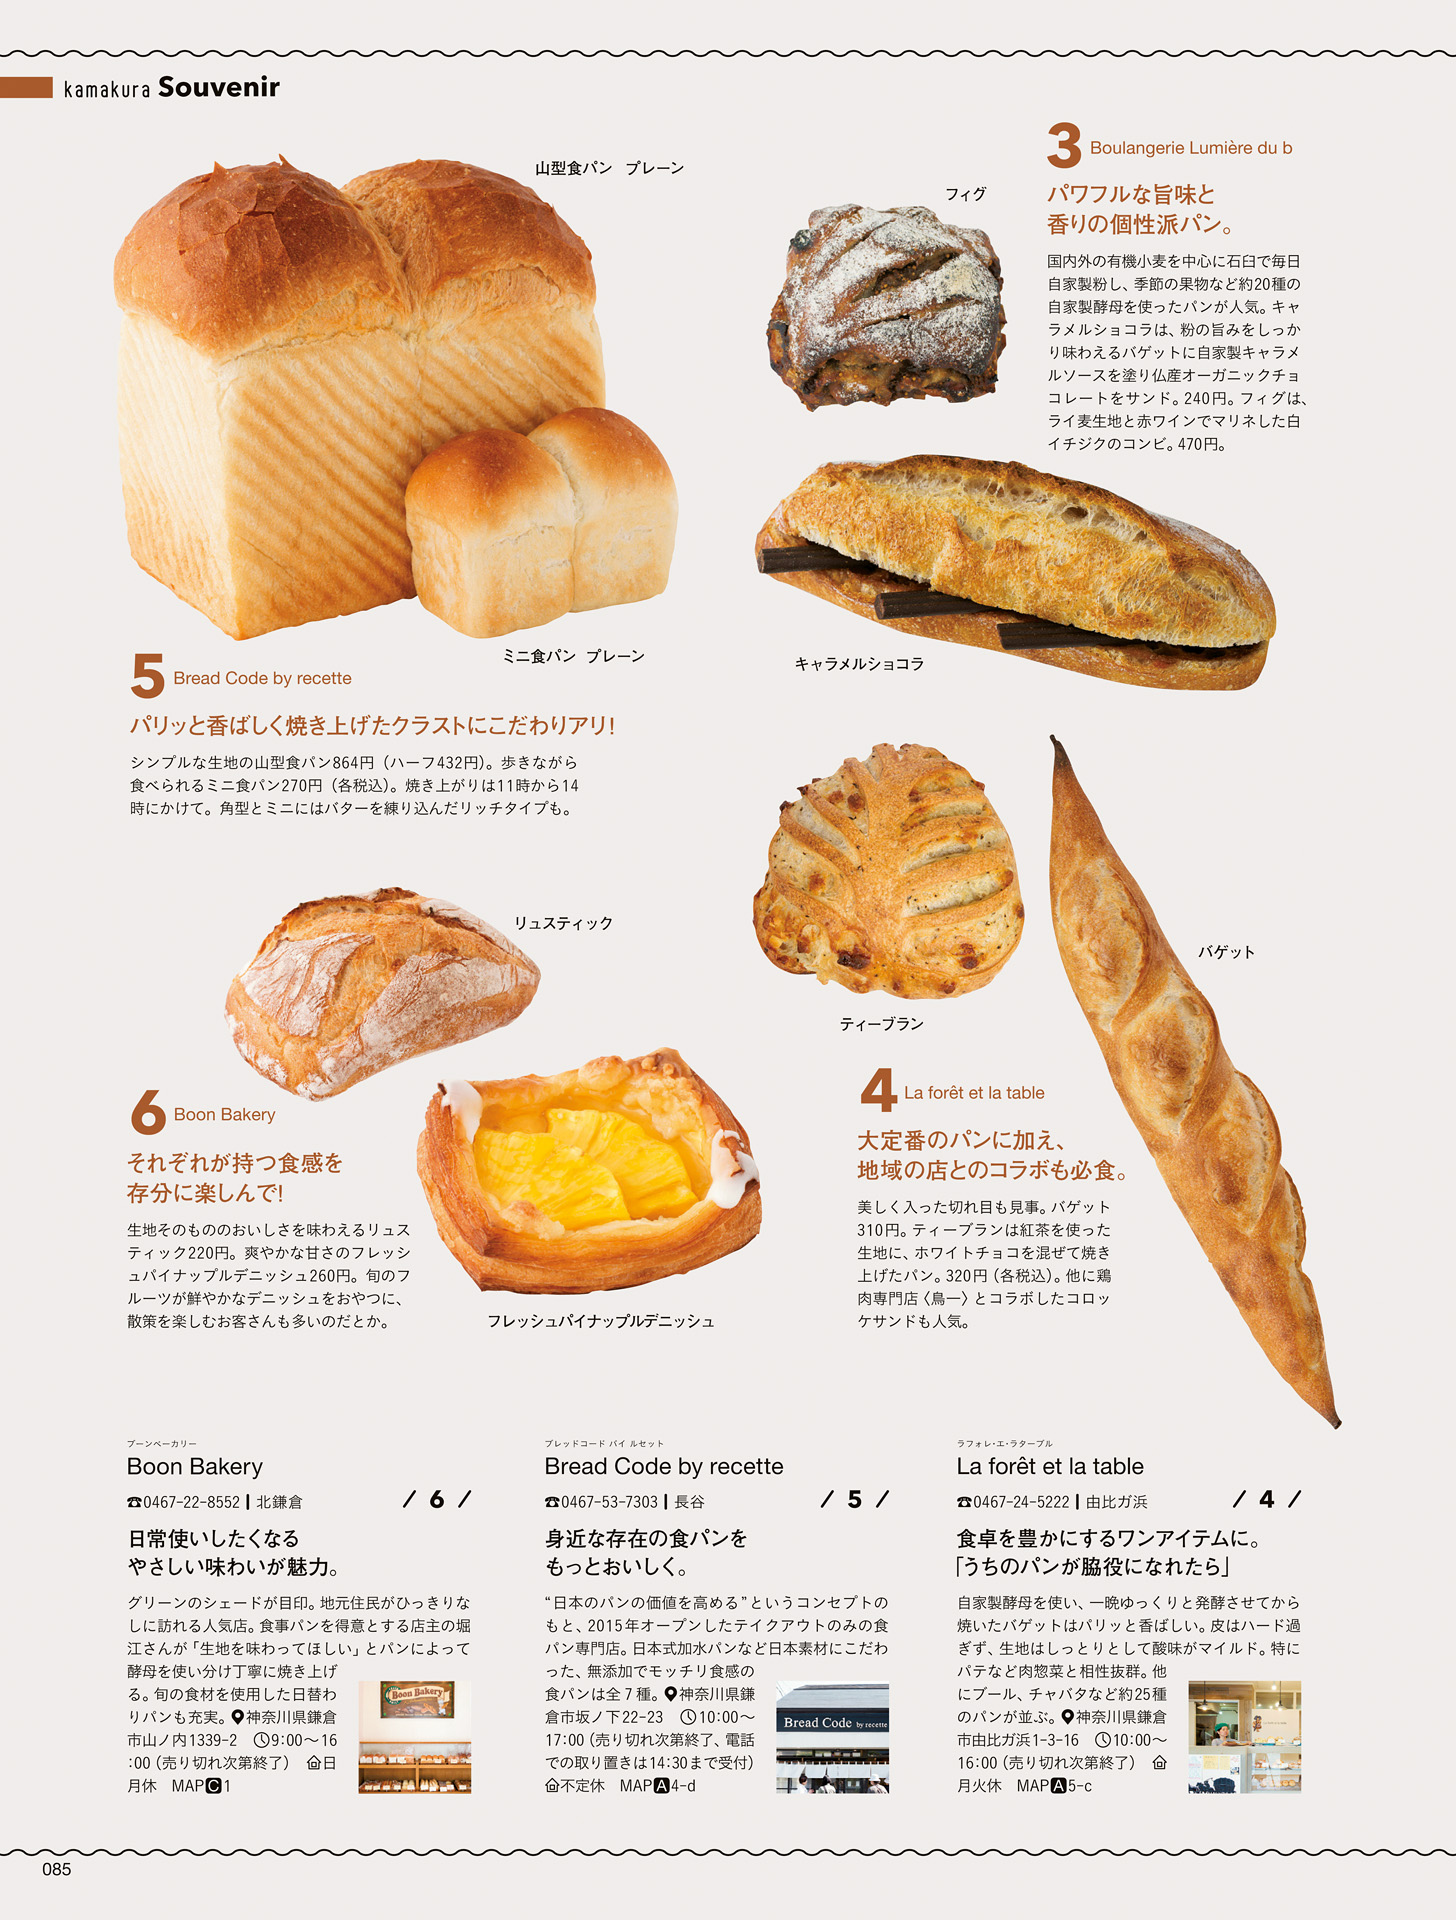 kamakura Souvenir
山型食パン プレーン
ミニ食パン プレーン
5 Bread Code by recette
パリッと香ばしく焼き上げたクラストにこだわりアリ!
シンプルな生地の山型食パン864円（ハーフ432円）。歩きながら
食べられるミニ食パン270円（各税込）。焼き上がりは11時から14
時にかけて。角型とミニにはバターを練り込んだリッチタイプも。
フィグ
3 Boulangerie Lumière du b
パワフルな旨味と
香りの個性派パン。
国内外の有機小麦を中心に石臼で毎日
自家製粉し、季節の果物など約20種の
自家製酵母を使ったパンが人気。キャ
ラメルショコラは、粉の旨みをしっか
り味わえるバゲットに自家製キャラメ
ルソースを塗り仏産オーガニックチョ
コレートをサンド。240円。フィグは、
ライ麦生地と赤ワインでマリネした白
イチジクのコンビ。470円。
キャラメルショコラ
リュスティック
6 Boon Bakery
それぞれが持つ食感を
存分に楽しんで!
生地そのもののおいしさを味わえるリュス
ティック220円。爽やかな甘さのフレッシ
ュパイナップルデニッシュ260円。旬のフ
ルーツが鮮やかなデニッシュをおやつに、
散策を楽しむお客さんも多いのだとか。
フレッシュパイナップルデニッシュ
ティーブラン
バゲット
4 La forêt et la table
大定番のパンに加え、
地域の店とのコラボも必食。
美しく入った切れ目も見事。バゲット
310円。ティーブランは紅茶を使った
生地に、ホワイトチョコを混ぜて焼き
上げたパン。320円（各税込）。他に鶏
肉専門店〈鳥一〉とコラボしたコロッ
ケサンドも人気。
ブーンベーカリー
Boon Bakery
☎0467-22-8552 | 北鎌倉 / 6 /
日常使いしたくなる
やさしい味わいが魅力。
グリーンのシェードが目印。地元住民がひっきりな
しに訪れる人気店。食事パンを得意とする店主の堀
江さんが「生地を味わってほしい」とパンによって
酵母を使い分け丁寧に焼き上げ
る。旬の食材を使用した日替わ
りパンも充実。神奈川県鎌倉
市山ノ内1339-2 9:00〜16
:00（売り切れ次第終了） 日
月休 MAP C 1
Boon Bakery
ブレッドコード バイ ルセット
Bread Code by recette
☎0467-53-7303 | 長谷 / 5 /
身近な存在の食パンを
もっとおいしく。
“日本のパンの価値を高める”というコンセプトの
もと、2015年オープンしたテイクアウトのみの食
パン専門店。日本式加水パンなど日本素材にこだわ
った、無添加でモッチリ食感の
食パンは全7種。神奈川県鎌
倉市坂ノ下22-23 10:00〜
17:00（売り切れ次第終了、電話
での取り置きは14:30まで受付）
不定休 MAP A 4-d
Bread Code by recette
ラフォレ・エ・ラターブル
La forêt et la table
☎0467-24-5222 | 由比ガ浜 / 4 /
食卓を豊かにするワンアイテムに。
「うちのパンが脇役になれたら」
自家製酵母を使い、一晩ゆっくりと発酵させてから
焼いたバゲットはパリッと香ばしい。皮はハード過
ぎず、生地はしっとりとして酸味がマイルド。特に
パテなど肉惣菜と相性抜群。他
にブール、チャバタなど約25種
のパンが並ぶ。神奈川県鎌倉
市由比ガ浜1-3-16 10:00〜
16:00（売り切れ次第終了）
月火休 MAP A 5-c
085